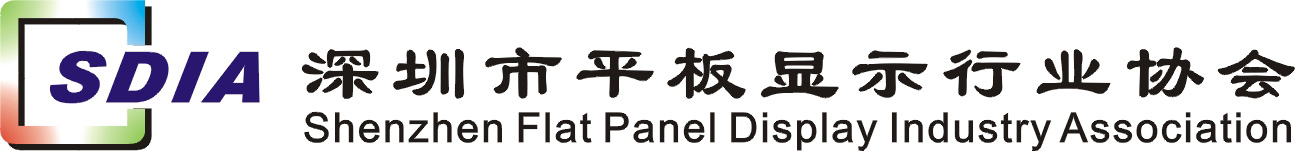 SDIA
深圳市平板显示行业协会
Shenzhen Flat Panel Display Industry Association